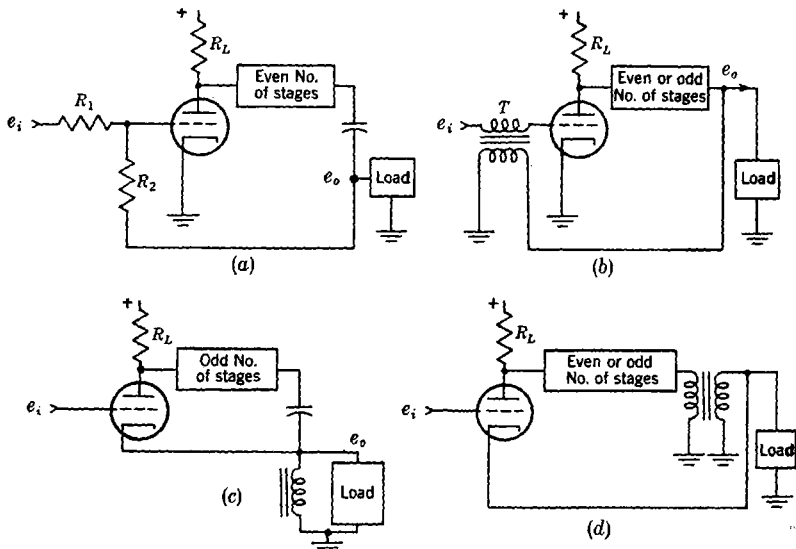 +
R_L
Even No.
of stages
R_1
e_i
R_2
e_o
Load
(a)
+
R_L
Even or odd
No. of stages
e_o
T
e_i
Load
(b)
+
R_L
Odd No.
of stages
e_i
e_o
Load
(c)
+
R_L
Even or odd
No. of stages
e_i
Load
(d)